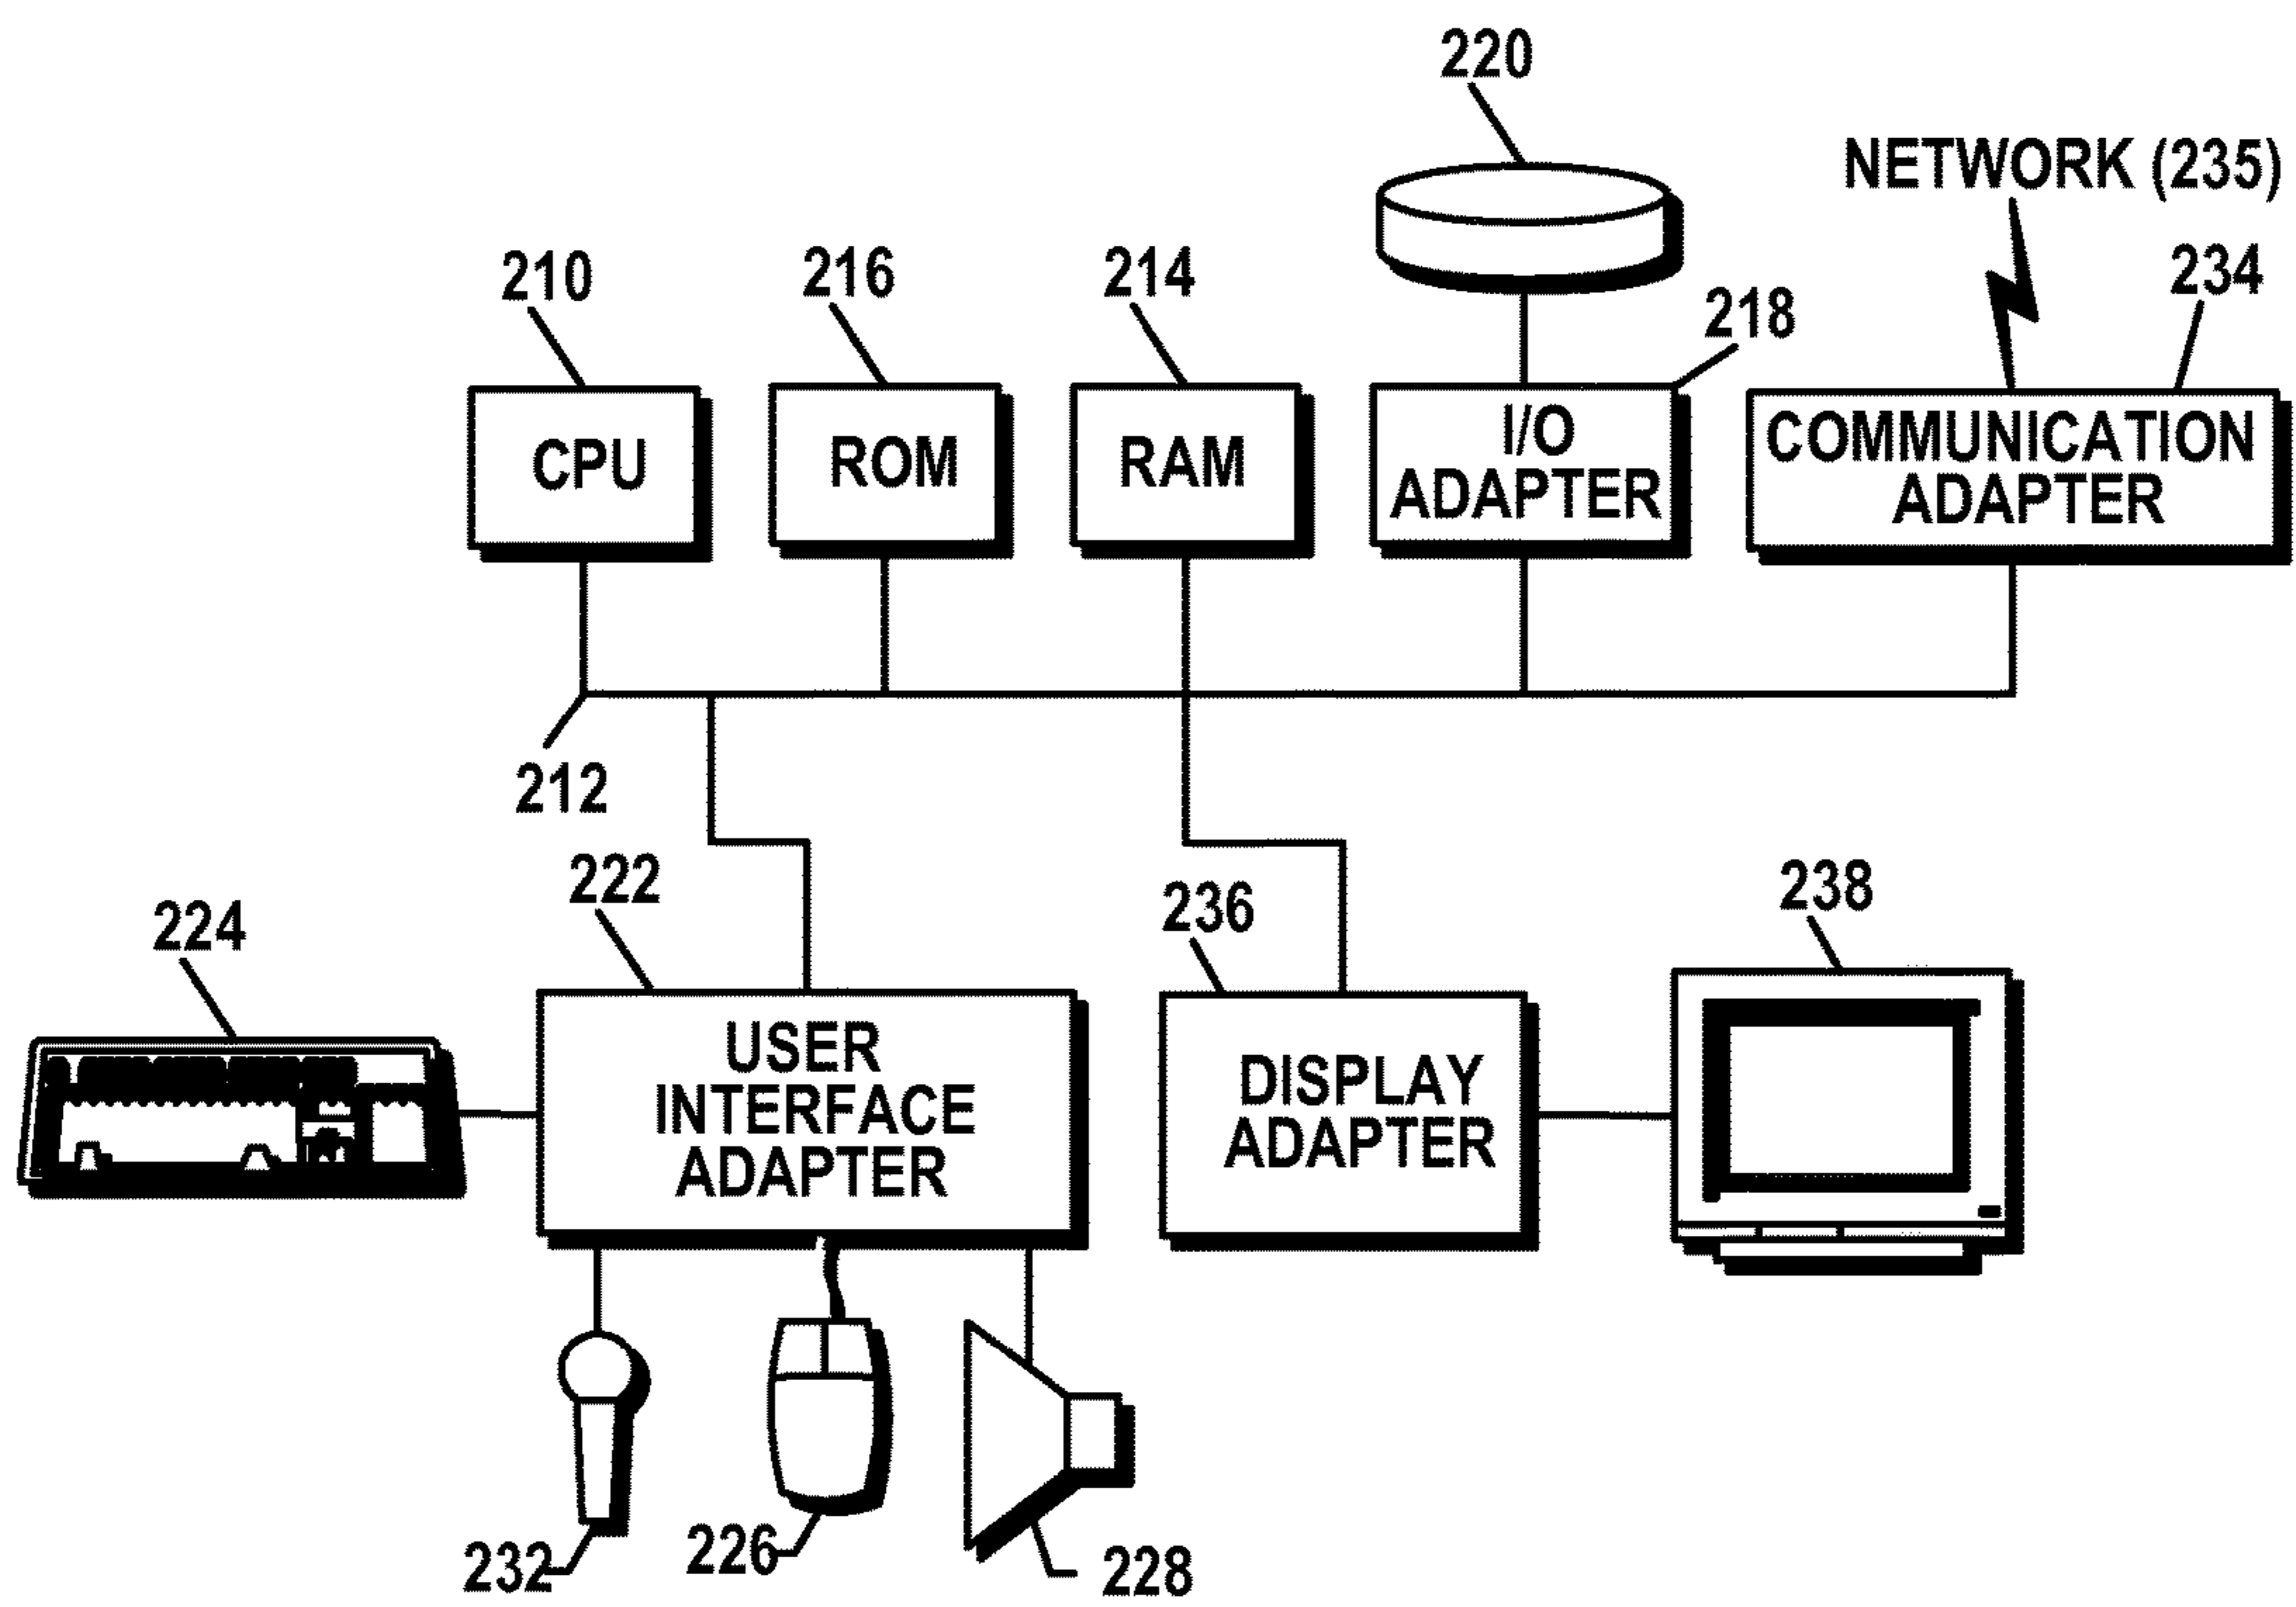 220
NETWORK (235)
210
216
214
218
234
CPU
ROM
RAM
I/O
ADAPTER
COMMUNICATION
ADAPTER
212
222
224
236
238
USER
INTERFACE
ADAPTER
DISPLAY
ADAPTER
232
226
228